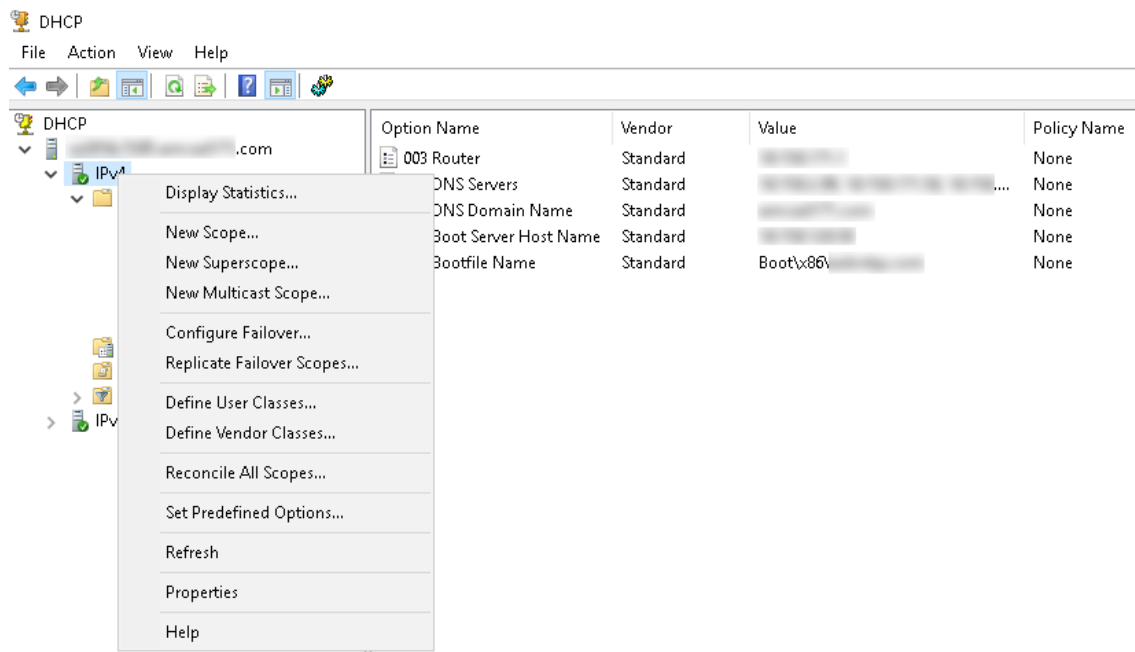 DHCP
File Action View Help
DHCP
.com
IPv4
IPv
Display Statistics...
New Scope...
New Superscope...
New Multicast Scope...
Configure Failover...
Replicate Failover Scopes...
Define User Classes...
Define Vendor Classes...
Reconcile All Scopes...
Set Predefined Options...
Refresh
Properties
Help
Option Name Vendor Value Policy Name
003 Router Standard None
DNS Servers Standard .... None
DNS Domain Name Standard None
Boot Server Host Name Standard None
Bootfile Name Standard Boot\x86\ None